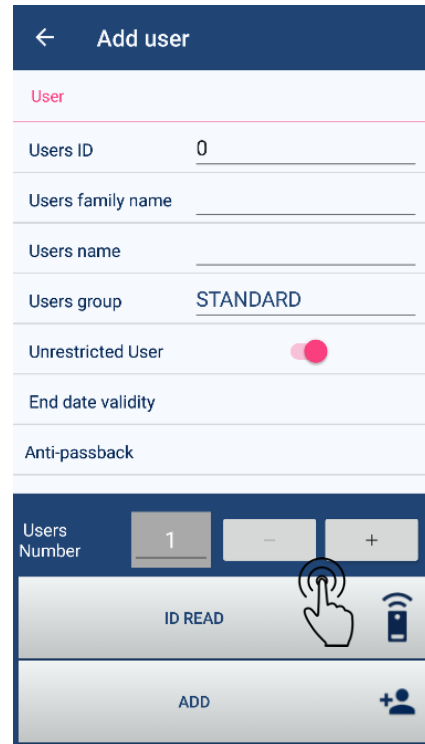 Add user
User
Users ID 0
Users family name
Users name
Users group STANDARD
Unrestricted User
End date validity
Anti-passback
Users
Number 1 − +
ID READ
ADD